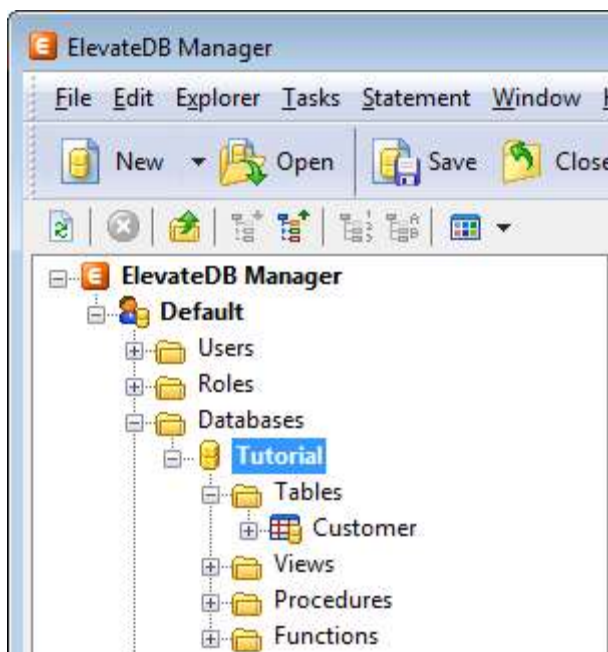 ElevateDB Manager
File Edit Explorer Tasks Statement Window
New Open Save Close
ElevateDB Manager
Default
Users
Roles
Databases
Tutorial
Tables
Customer
Views
Procedures
Functions